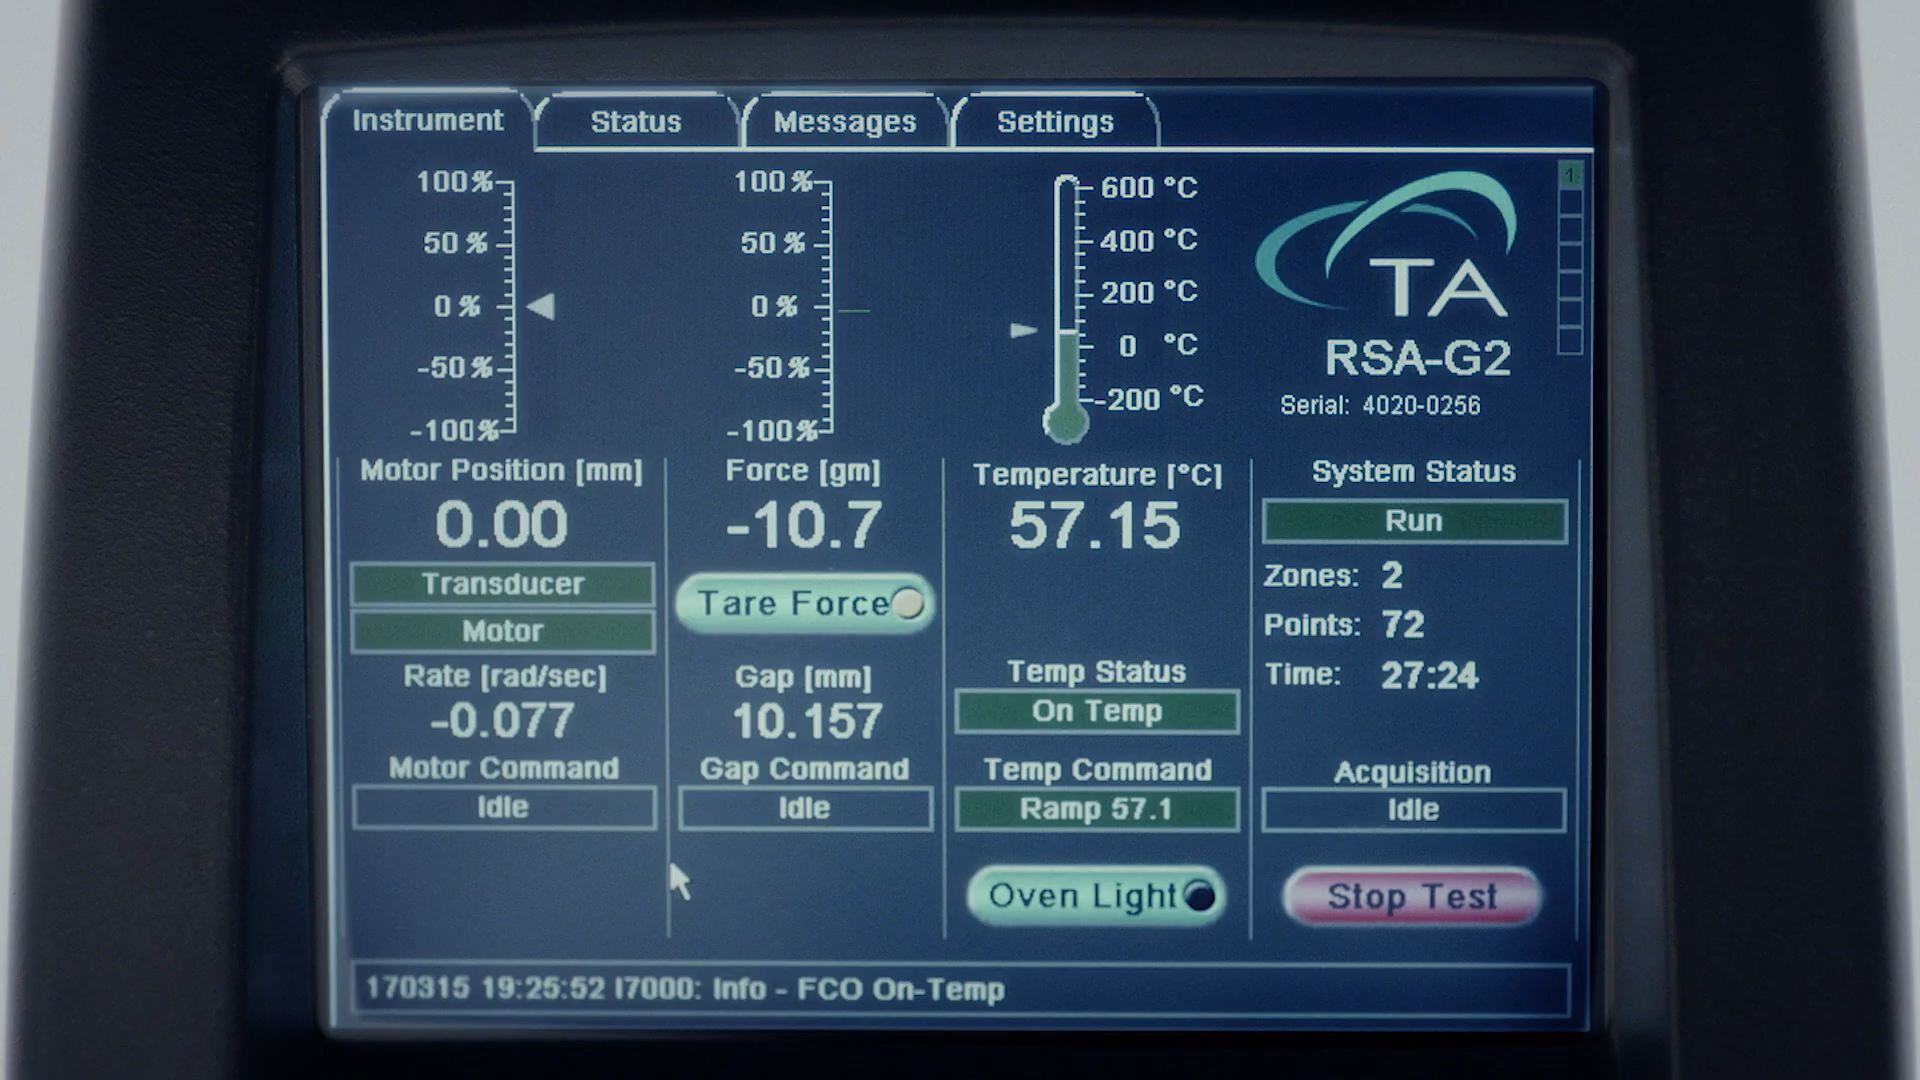 Instrument
Status
Messages
Settings
100%
50%
0%
-50%
-100%
100%
50%
0%
-50%
-100%
600 °C
400 °C
200 °C
0 °C
-200 °C
TA
RSA-G2
Serial: 4020-0256
1
Motor Position [mm]
0.00
Transducer
Motor
Rate [rad/sec]
-0.077
Motor Command
Idle
Force [gm]
-10.7
Tare Force
Gap [mm]
10.157
Gap Command
Idle
Temperature [°C]
57.15
Temp Status
On Temp
Temp Command
Ramp 57.1
Oven Light
System Status
Run
Zones: 2
Points: 72
Time: 27:24
Acquisition
Idle
Stop Test
170315 19:25:52 I7000: Info - FCO On-Temp